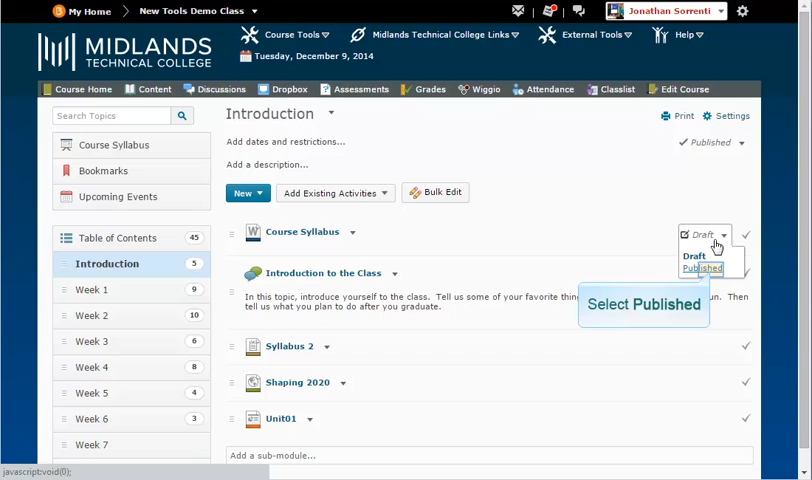 My Home
New Tools Demo Class
Jonathan Sorrenti
MIDLANDS
TECHNICAL COLLEGE
Course Tools
Midlands Technical College Links
External Tools
Help
Tuesday, December 9, 2014
Course Home
Content
Discussions
Dropbox
Assessments
Grades
Wiggio
Attendance
Classlist
Edit Course
Search Topics
Course Syllabus
Bookmarks
Upcoming Events
Table of Contents 45
Introduction 5
Week 1 9
Week 2 10
Week 3 6
Week 4 8
Week 5 4
Week 6 3
Week 7
Introduction
Print
Settings
Add dates and restrictions...
Published
Add a description...
New
Add Existing Activities
Bulk Edit
Course Syllabus
Draft
Draft
Published
Select Published
Introduction to the Class
In this topic, introduce yourself to the class. Tell us some of your favorite thin un. Then
tell us what you plan to do after you graduate.
Syllabus 2
Shaping 2020
Unit01
Add a sub-module...
javascript:void(0);